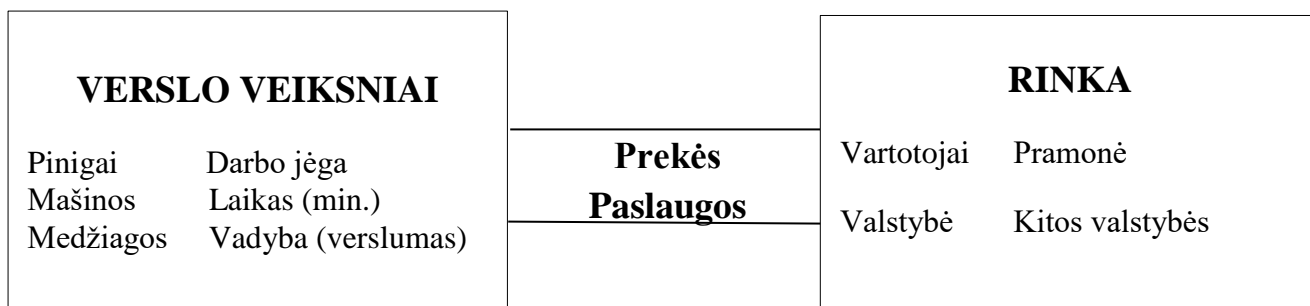 VERSLO VEIKSNIAI
Pinigai Darbo jėga
Mašinos Laikas (min.)
Medžiagos Vadyba (verslumas)
Prekės
Paslaugos
RINKA
Vartotojai Pramonė
Valstybė Kitos valstybės